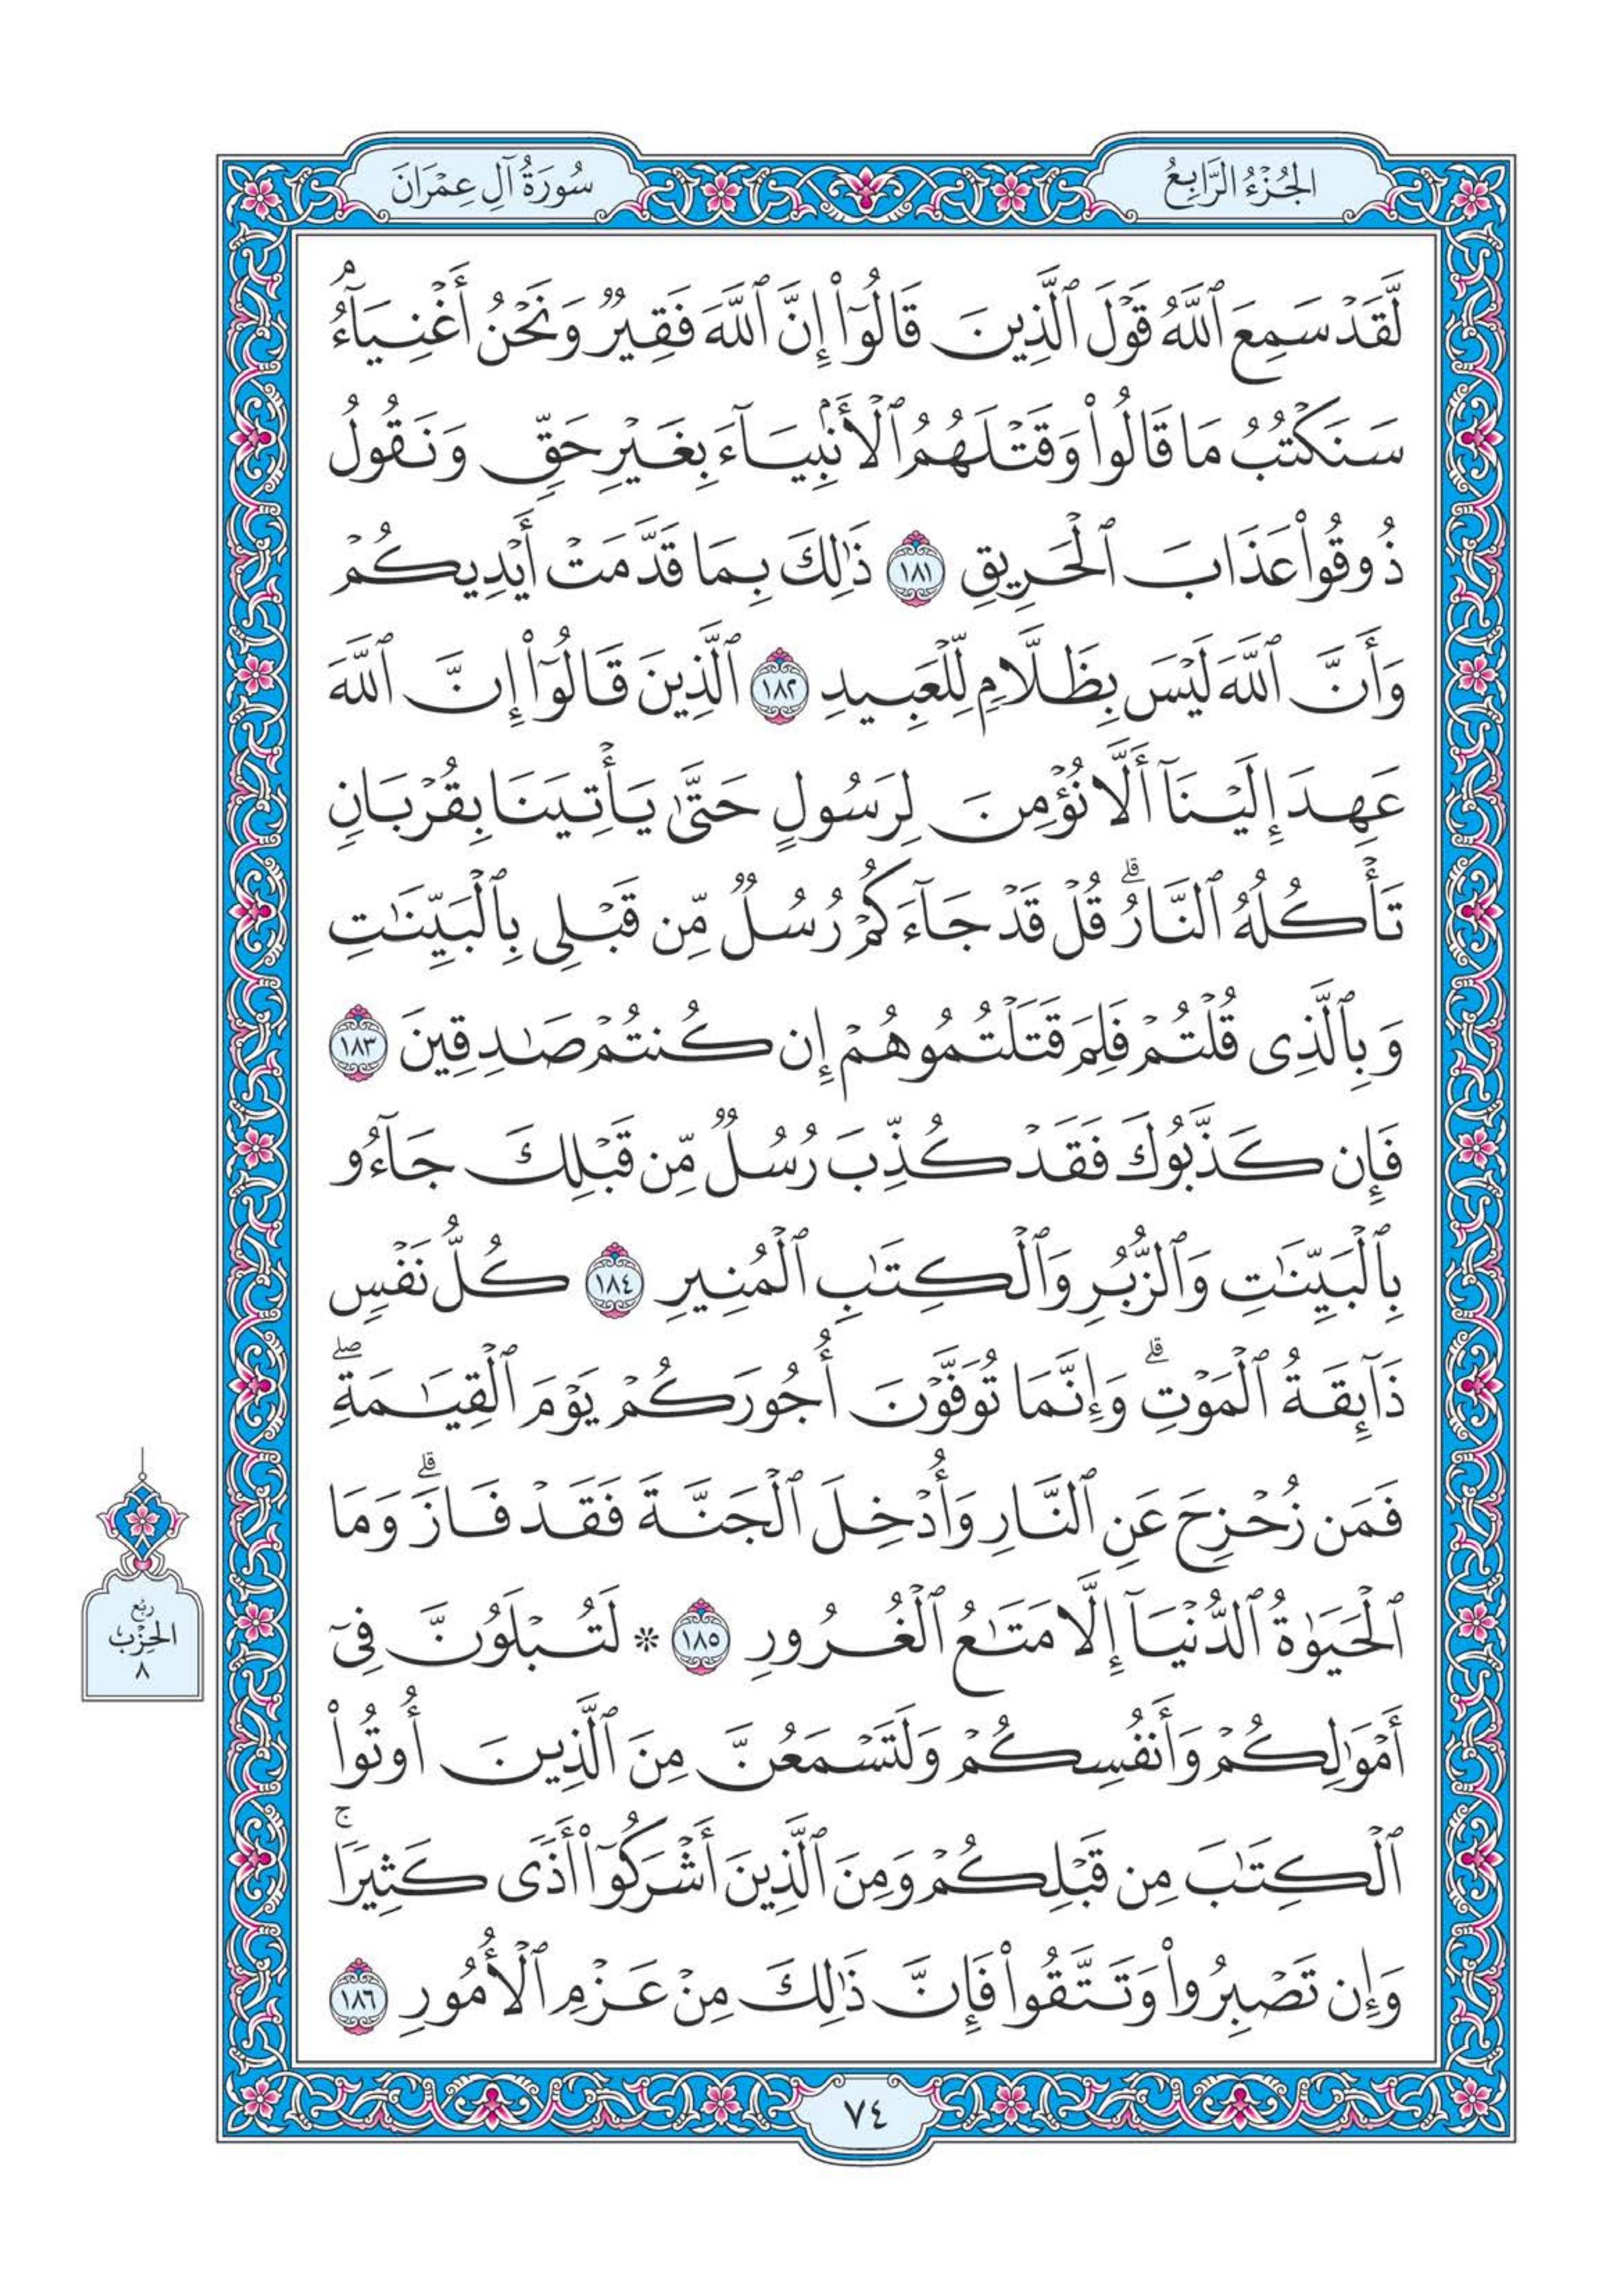 الجُزْءُ الرَّابِعُ
سُورَةُ آلِ عِمْرَانَ
لَّقَدْ سَمِعَ ٱللَّهُ قَوْلَ ٱلَّذِينَ قَالُوٓا۟ إِنَّ ٱللَّهَ فَقِيرٌ وَنَحْنُ أَغْنِيَآءُۘ
سَنَكْتُبُ مَا قَالُوا۟ وَقَتْلَهُمُ ٱلْأَنۢبِيَآءَ بِغَيْرِ حَقٍّ وَنَقُولُ
ذُوقُوا۟ عَذَابَ ٱلْحَرِيقِ ١٨١ ذَٰلِكَ بِمَا قَدَّمَتْ أَيْدِيكُمْ
وَأَنَّ ٱللَّهَ لَيْسَ بِظَلَّامٍ لِّلْعَبِيدِ ١٨٢ ٱلَّذِينَ قَالُوٓا۟ إِنَّ ٱللَّهَ
عَهِدَ إِلَيْنَآ أَلَّا نُؤْمِنَ لِرَسُولٍ حَتَّىٰ يَأْتِيَنَا بِقُرْبَانٍ
تَأْكُلُهُ ٱلنَّارُۗ قُلْ قَدْ جَآءَكُمْ رُسُلٌ مِّن قَبْلِى بِٱلْبَيِّنَٰتِ
وَبِٱلَّذِى قُلْتُمْ فَلِمَ قَتَلْتُمُوهُمْ إِن كُنتُمْ صَٰدِقِينَ ١٨٣
فَإِن كَذَّبُوكَ فَقَدْ كُذِّبَ رُسُلٌ مِّن قَبْلِكَ جَآءُو
بِٱلْبَيِّنَٰتِ وَٱلزُّبُرِ وَٱلْكِتَٰبِ ٱلْمُنِيرِ ١٨٤ كُلُّ نَفْسٍ
ذَآئِقَةُ ٱلْمَوْتِۗ وَإِنَّمَا تُوَفَّوْنَ أُجُورَكُمْ يَوْمَ ٱلْقِيَٰمَةِۖ
فَمَن زُحْزِحَ عَنِ ٱلنَّارِ وَأُدْخِلَ ٱلْجَنَّةَ فَقَدْ فَازَۗ وَمَا
ٱلْحَيَوٰةُ ٱلدُّنْيَآ إِلَّا مَتَٰعُ ٱلْغُرُورِ ١٨٥ * لَتُبْلَوُنَّ فِىٓ
أَمْوَٰلِكُمْ وَأَنفُسِكُمْ وَلَتَسْمَعُنَّ مِنَ ٱلَّذِينَ أُوتُوا۟
ٱلْكِتَٰبَ مِن قَبْلِكُمْ وَمِنَ ٱلَّذِينَ أَشْرَكُوٓا۟ أَذًى كَثِيرًاۚ
وَإِن تَصْبِرُوا۟ وَتَتَّقُوا۟ فَإِنَّ ذَٰلِكَ مِنْ عَزْمِ ٱلْأُمُورِ ١٨٦
رُبْع
الحِزْب
٨
٧٤